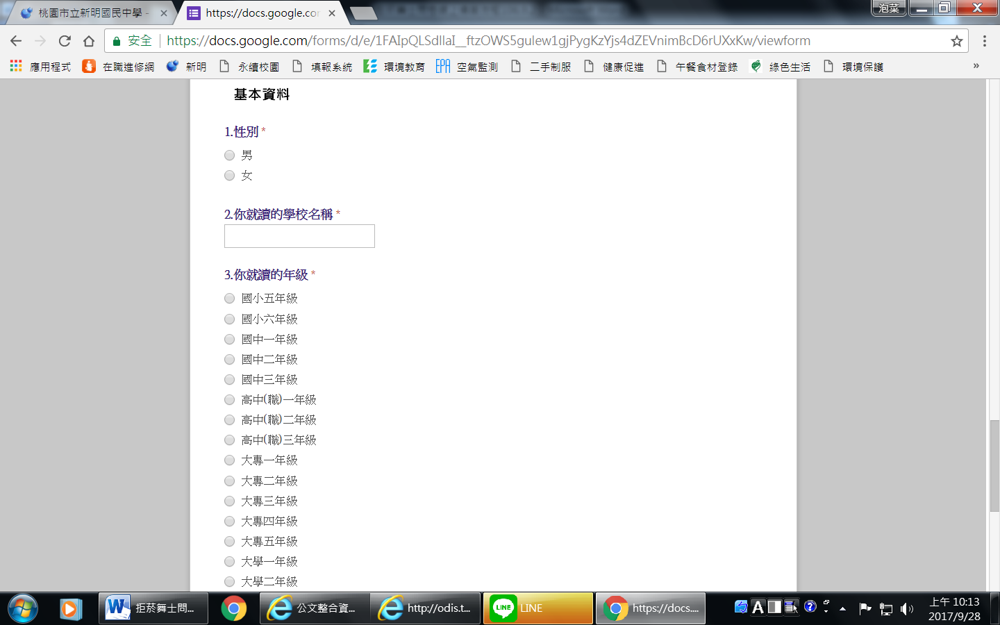 桃園市立新明國民中學 -
https://docs.google.com
泡菜
安全
https://docs.google.com/forms/d/e/1FAIpQLSdllaI__ftzOWS5gulew1gjPygKzYjs4dZEVnimBcD6rUXxKw/viewform
應用程式 在職進修網 新明 永續校園 填報系統 環境教育 EPA 空氣監測 二手制服 健康促進 午餐食材登錄 綠色生活 環境保護 »
基本資料
1.性別 *
男
女
2.你就讀的學校名稱 *
3.你就讀的年級 *
國小五年級
國小六年級
國中一年級
國中二年級
國中三年級
高中(職)一年級
高中(職)二年級
高中(職)三年級
大專一年級
大專二年級
大專三年級
大專四年級
大專五年級
大學一年級
大學二年級
拒菸舞士問... 公文整合資... http://odis.t... LINE LINE https://docs.... A
上午 10:13
2017/9/28